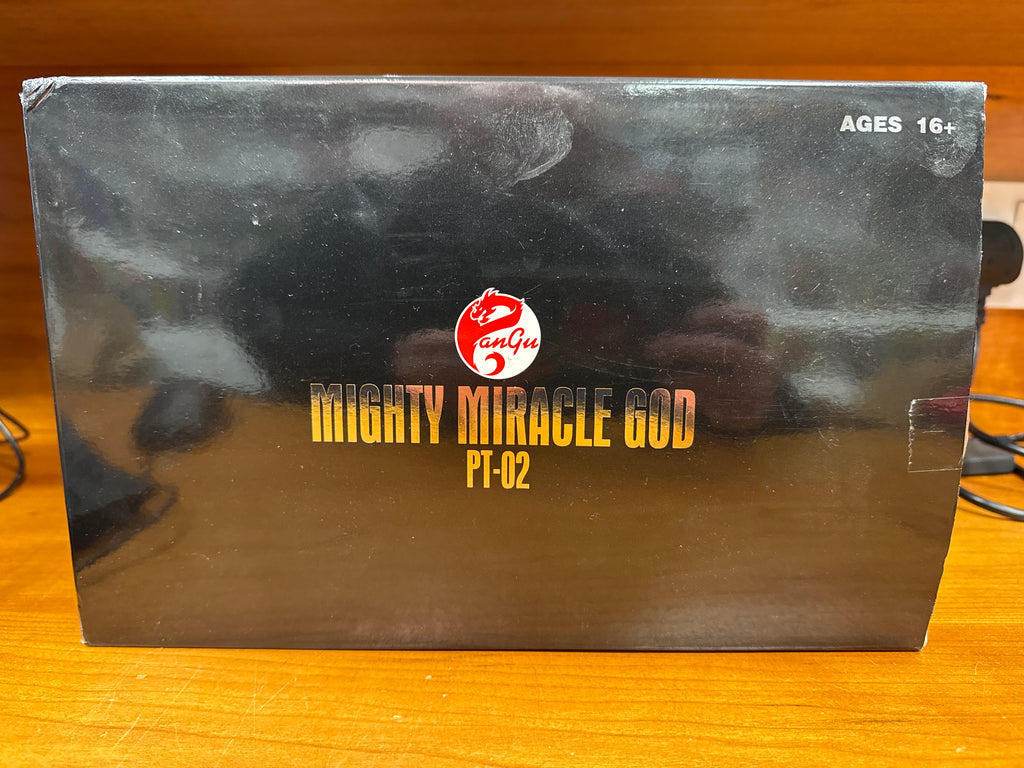 AGES 16+
PanGu
MIGHTY MIRACLE GOD
PT-02